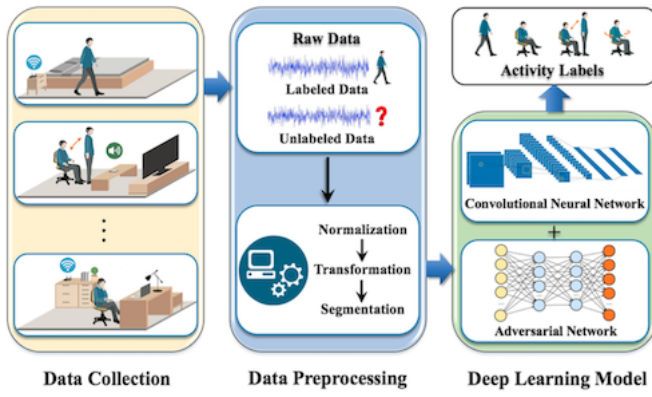 Raw Data
Labeled Data
?
Unlabeled Data
Normalization
Transformation
Segmentation
Activity Labels
Convolutional Neural Network
+
Adversarial Network
Data Collection
Data Preprocessing
Deep Learning Model